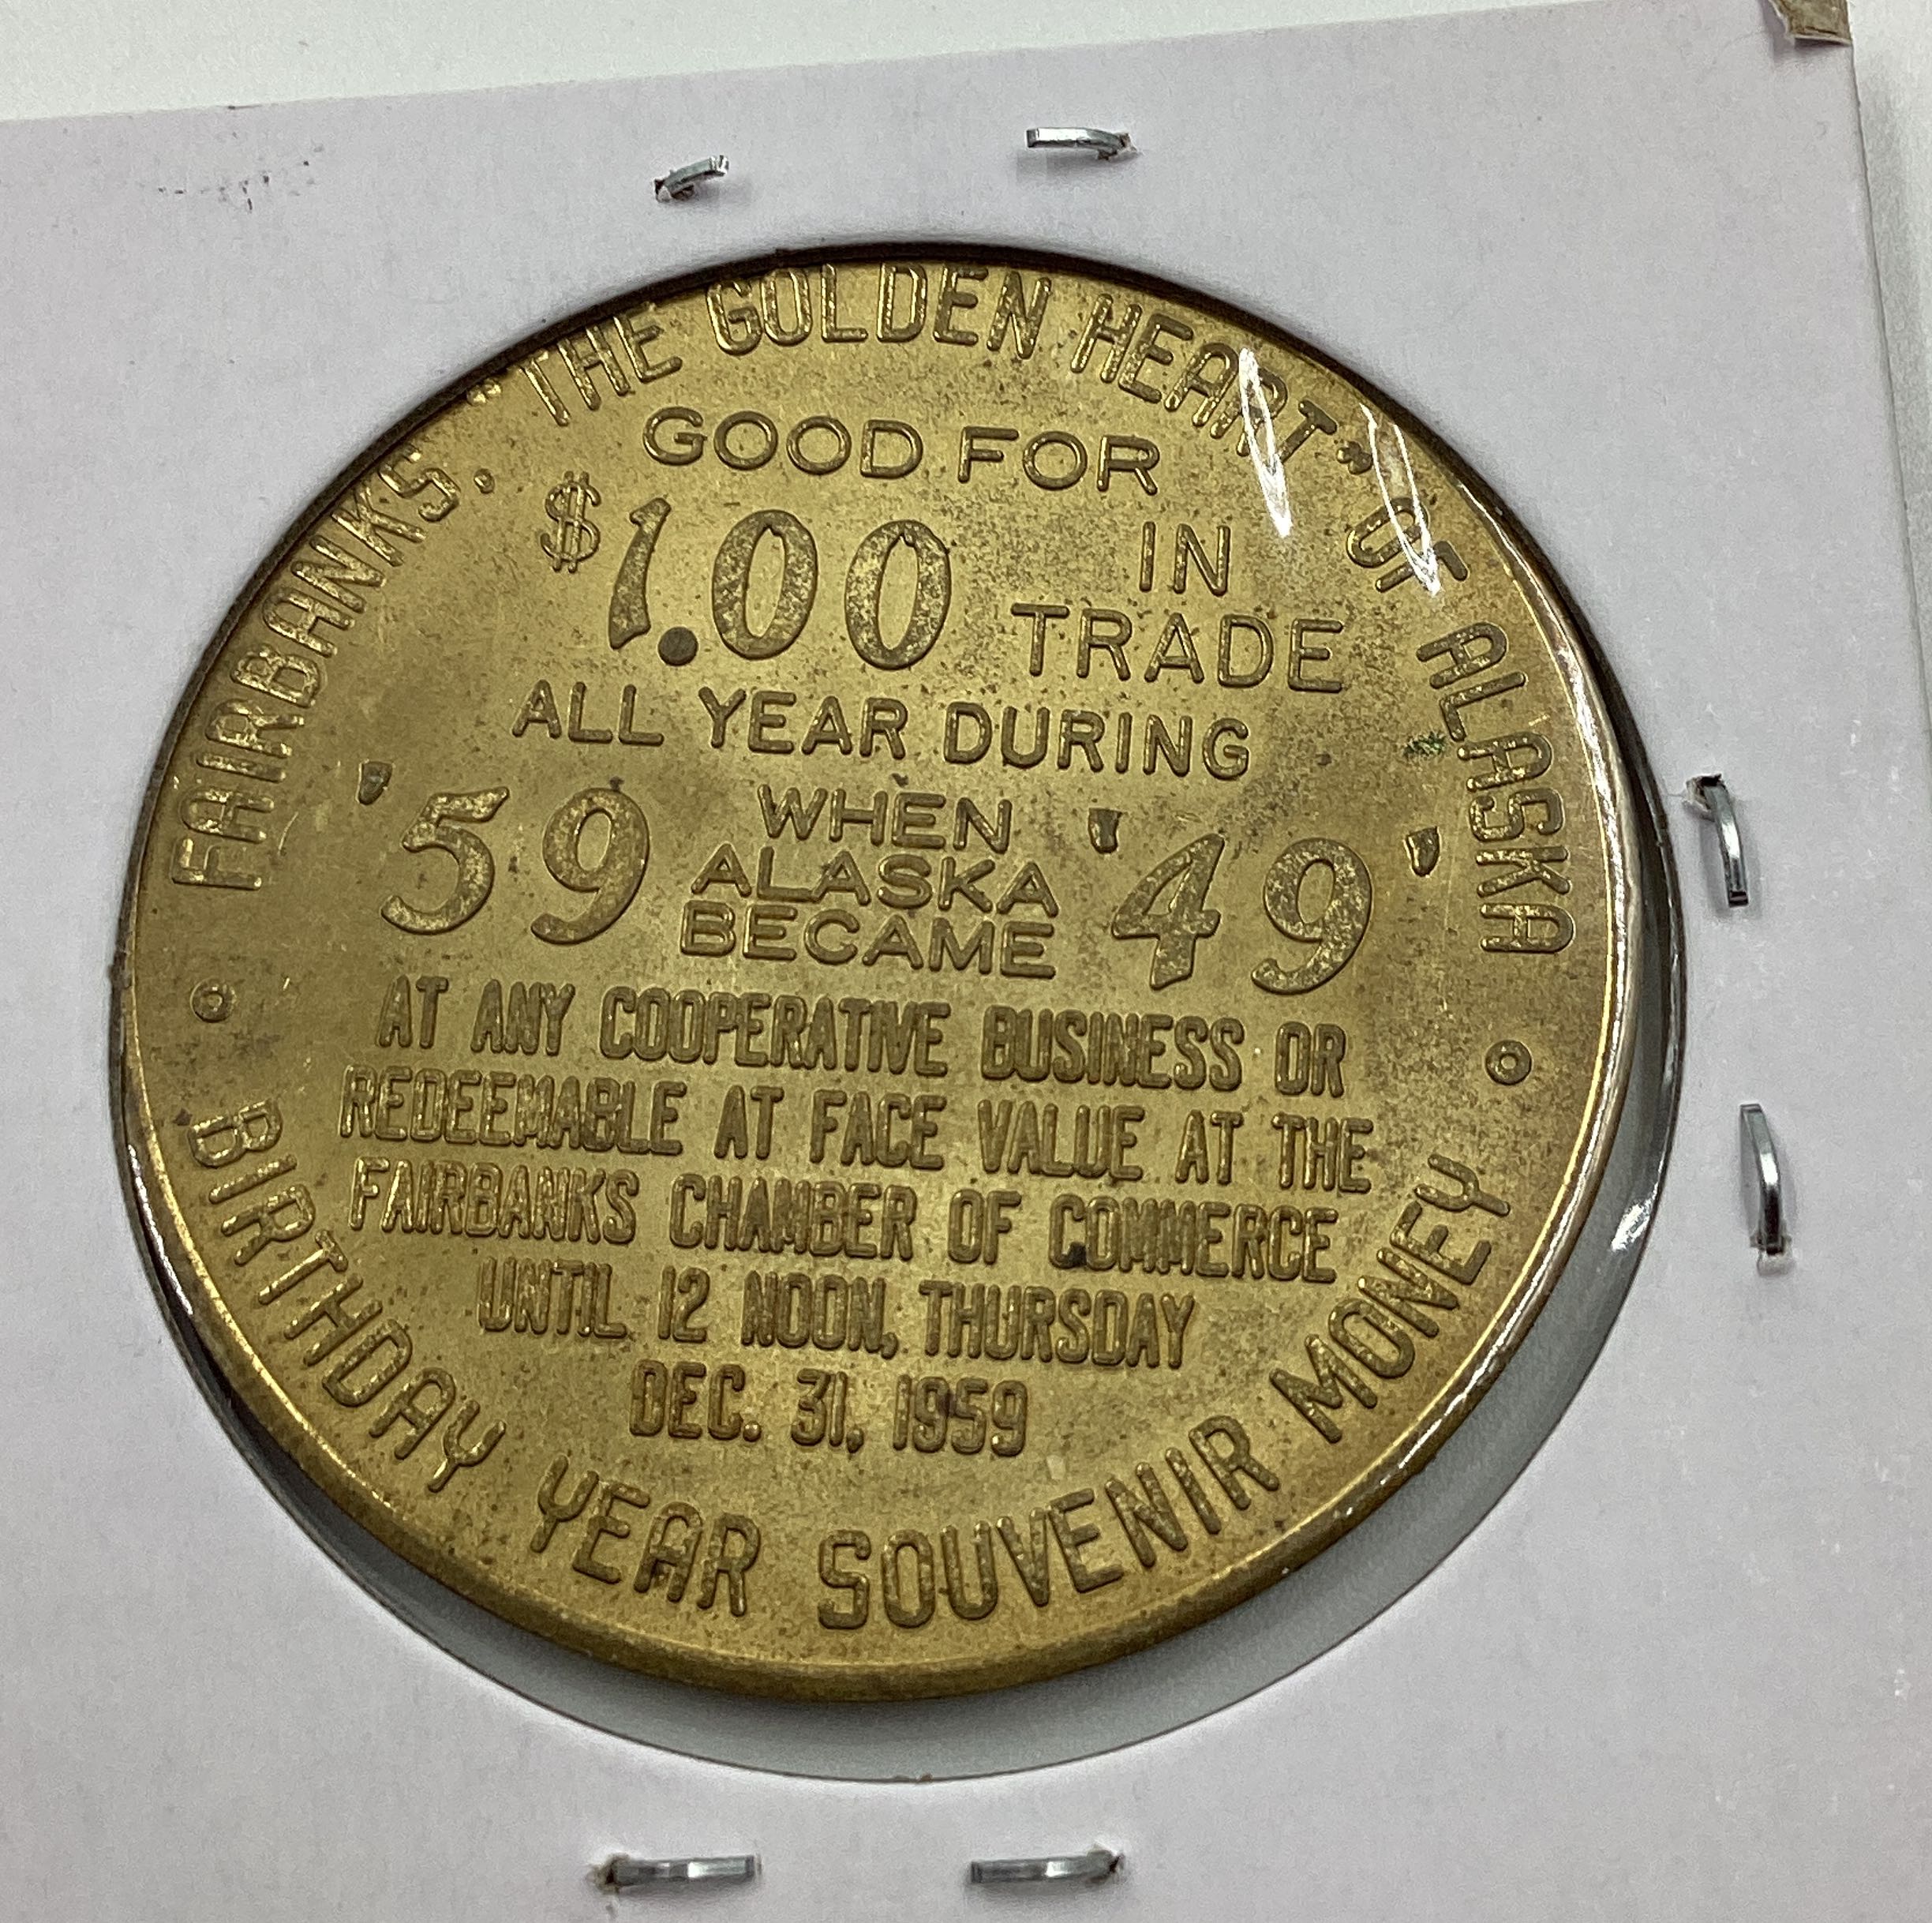 FAIRBANKS, "THE GOLDEN HEART" OF ALASKA
GOOD FOR
$1.00 IN TRADE
ALL YEAR DURING
'59 WHEN ALASKA BECAME '49'
AT ANY COOPERATIVE BUSINESS OR
REDEEMABLE AT FACE VALUE AT THE
FAIRBANKS CHAMBER OF COMMERCE
UNTIL 12 NOON, THURSDAY
DEC. 31, 1959
BIRTHDAY YEAR SOUVENIR MONEY